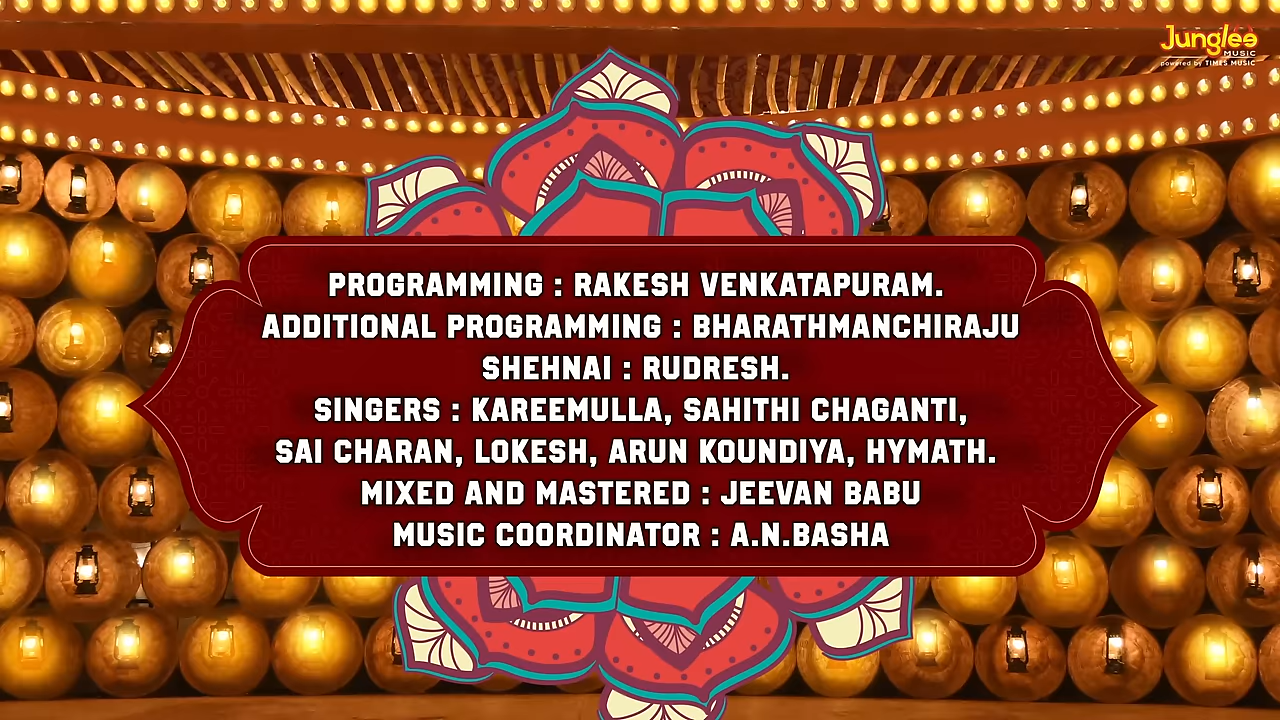 Junglee
MUSIC
powered by TIMES MUSIC
PROGRAMMING : RAKESH VENKATAPURAM.
ADDITIONAL PROGRAMMING : BHARATHMANCHIRAJU
SHEHNAI : RUDRESH.
SINGERS : KAREEMULLA, SAHITHI CHAGANTI,
SAI CHARAN, LOKESH, ARUN KOUNDIYA, HYMATH.
MIXED AND MASTERED : JEEVAN BABU
MUSIC COORDINATOR : A.N.BASHA